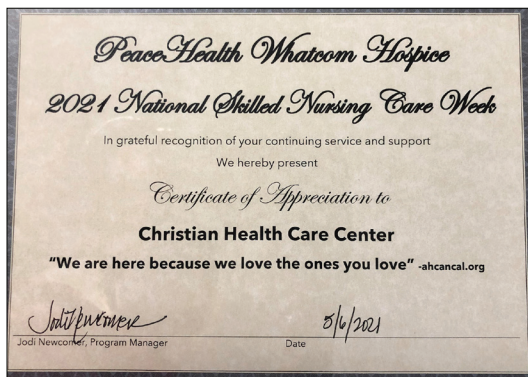 PeaceHealth Whatcom Hospice
2021 National Skilled Nursing Care Week
In grateful recognition of your continuing service and support
We hereby present
Certificate of Appreciation to
Christian Health Care Center
"We are here because we love the ones you love" -ahcancal.org
Jodi Newcomer 5/6/2021
Jodi Newcomer, Program Manager Date